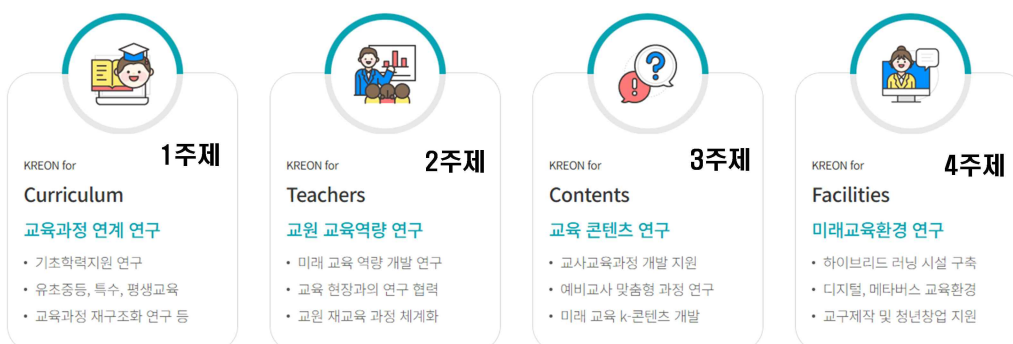 KREON for
1주제
Curriculum
교육과정 연계 연구
• 기초학력지원 연구
• 유초중등, 특수, 평생교육
• 교육과정 재구조화 연구 등
KREON for
2주제
Teachers
교원 교육역량 연구
• 미래 교육 역량 개발 연구
• 교육 현장과의 연구 협력
• 교원 재교육 과정 체계화
KREON for
3주제
Contents
교육 콘텐츠 연구
• 교사교육과정 개발 지원
• 예비교사 맞춤형 과정 연구
• 미래 교육 k-콘텐츠 개발
KREON for
4주제
Facilities
미래교육환경 연구
• 하이브리드 러닝 시설 구축
• 디지털, 메타버스 교육환경
• 교구제작 및 청년창업 지원